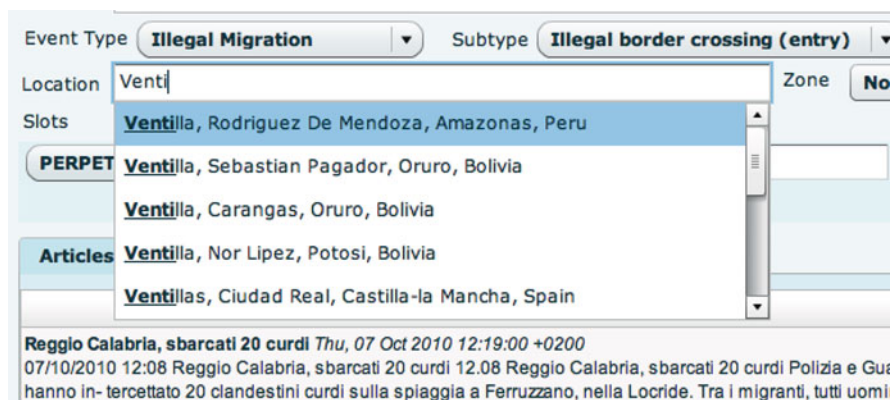 Event Type Illegal Migration Subtype Illegal border crossing (entry)
Location Venti Zone
Slots
Ventilla, Rodriguez De Mendoza, Amazonas, Peru
Ventilla, Sebastian Pagador, Oruro, Bolivia
Ventilla, Carangas, Oruro, Bolivia
Ventilla, Nor Lipez, Potosi, Bolivia
Articles
Ventillas, Ciudad Real, Castilla-la Mancha, Spain
Reggio Calabria, sbarcati 20 curdi Thu, 07 Oct 2010 12:19:00 +0200
07/10/2010 12:08 Reggio Calabria, sbarcati 20 curdi 12.08 Reggio Calabria, sbarcati 20 curdi Polizia e
hanno in- tercettato 20 clandestini curdi sulla spiaggia a Ferruzzano, nella Locride. Tra i migranti, tutti